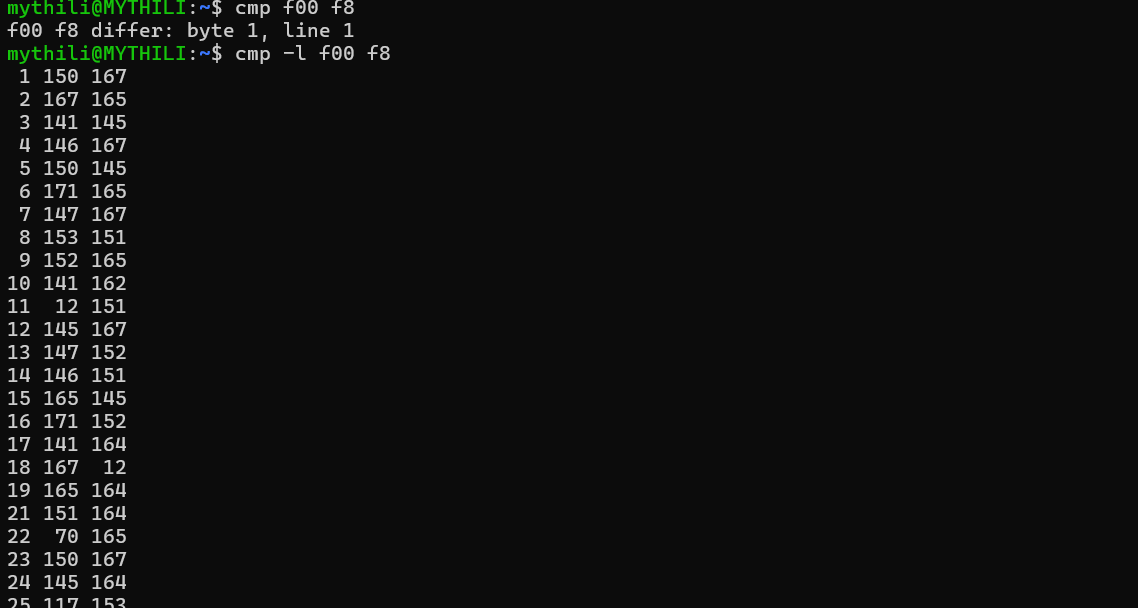 mythili@MYTHILI:~$ cmp f00 f8
f00 f8 differ: byte 1, line 1
mythili@MYTHILI:~$ cmp -l f00 f8
 1 150 167
 2 167 165
 3 141 145
 4 146 167
 5 150 145
 6 171 165
 7 147 167
 8 153 151
 9 152 165
10 141 162
11  12 151
12 145 167
13 147 152
14 146 151
15 165 145
16 171 152
17 141 164
18 167  12
19 165 164
21 151 164
22  70 165
23 150 167
24 145 164
25 117 153